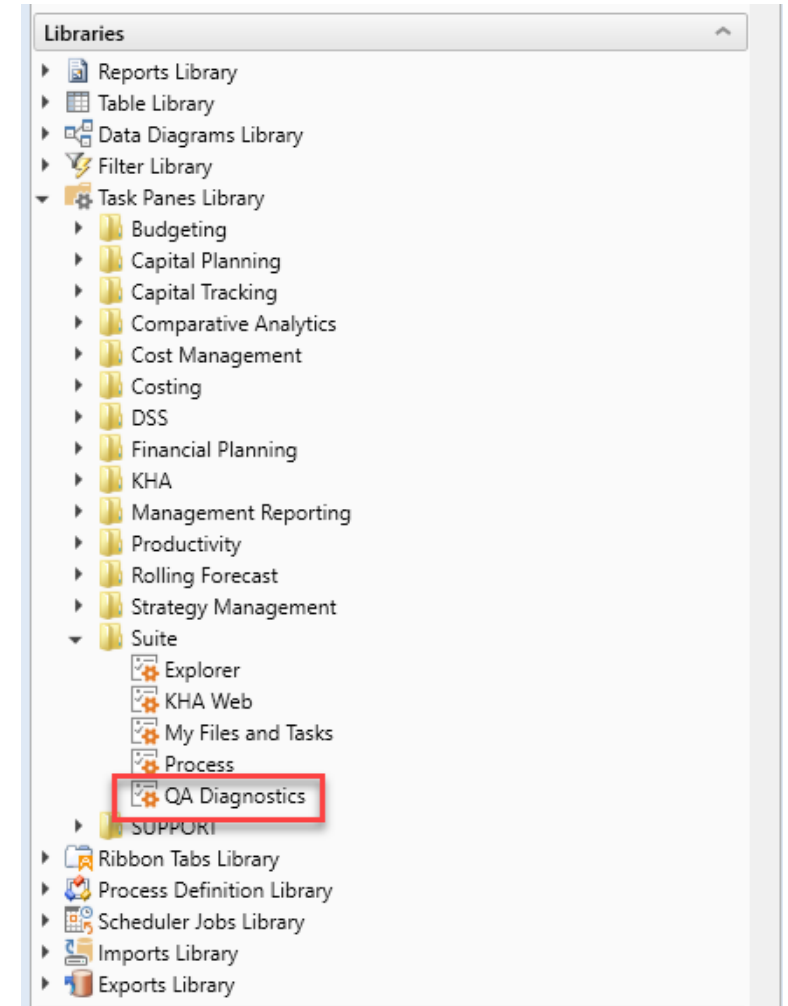 Libraries
Reports Library
Table Library
Data Diagrams Library
Filter Library
Task Panes Library
Budgeting
Capital Planning
Capital Tracking
Comparative Analytics
Cost Management
Costing
DSS
Financial Planning
KHA
Management Reporting
Productivity
Rolling Forecast
Strategy Management
Suite
Explorer
KHA Web
My Files and Tasks
Process
QA Diagnostics
SUPPORT
Ribbon Tabs Library
Process Definition Library
Scheduler Jobs Library
Imports Library
Exports Library